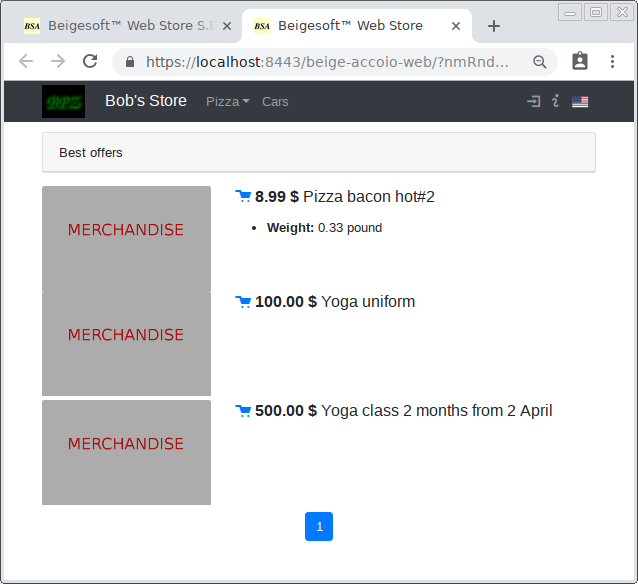 BSA Beigesoft™ Web Store S.E
BSA Beigesoft™ Web Store
https://localhost:8443/beige-accoio-web/?nmRnd...
BPZ Bob's Store Pizza Cars
Best offers
MERCHANDISE
8.99 $ Pizza bacon hot#2
Weight: 0.33 pound
MERCHANDISE
100.00 $ Yoga uniform
MERCHANDISE
500.00 $ Yoga class 2 months from 2 April
1